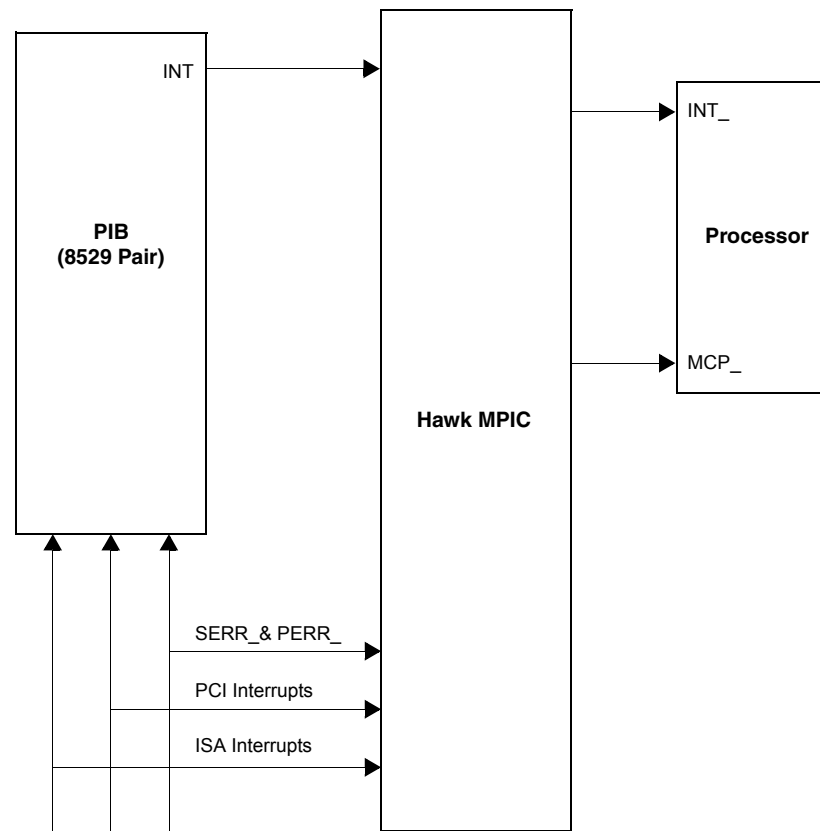 INT
INT_
PIB
(8529 Pair)
Processor
MCP_
Hawk MPIC
SERR_& PERR_
PCI Interrupts
ISA Interrupts